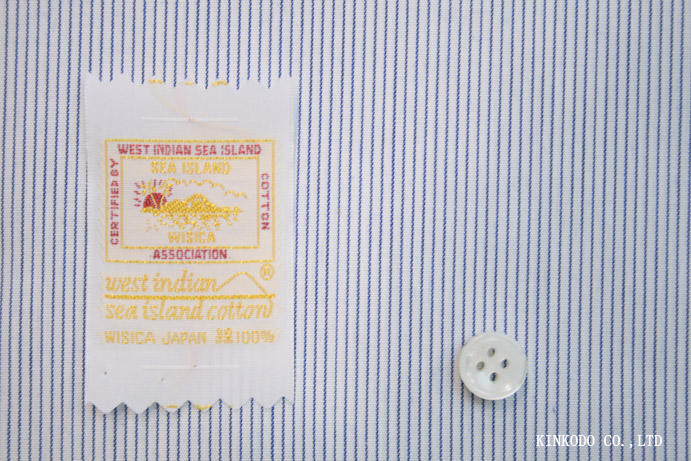 WEST INDIAN SEA ISLAND
CERTIFIED BY
SEA ISLAND
COTTON
WISICA
ASSOCIATION
west indian ®
sea island cotton
WISICA JAPAN 綿100%
KINKODO CO.,LTD